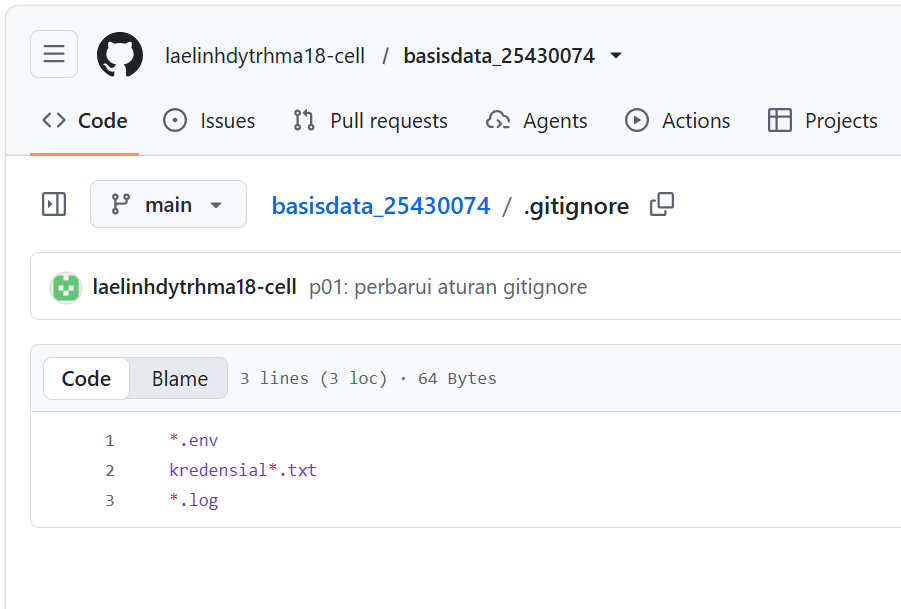 laelinhdytrhma18-cell / basisdata_25430074
Code Issues Pull requests Agents Actions Projects
main basisdata_25430074 / .gitignore
laelinhdytrhma18-cell p01: perbarui aturan gitignore
Code Blame 3 lines (3 loc) · 64 Bytes
1 *.env
2 kredensial*.txt
3 *.log